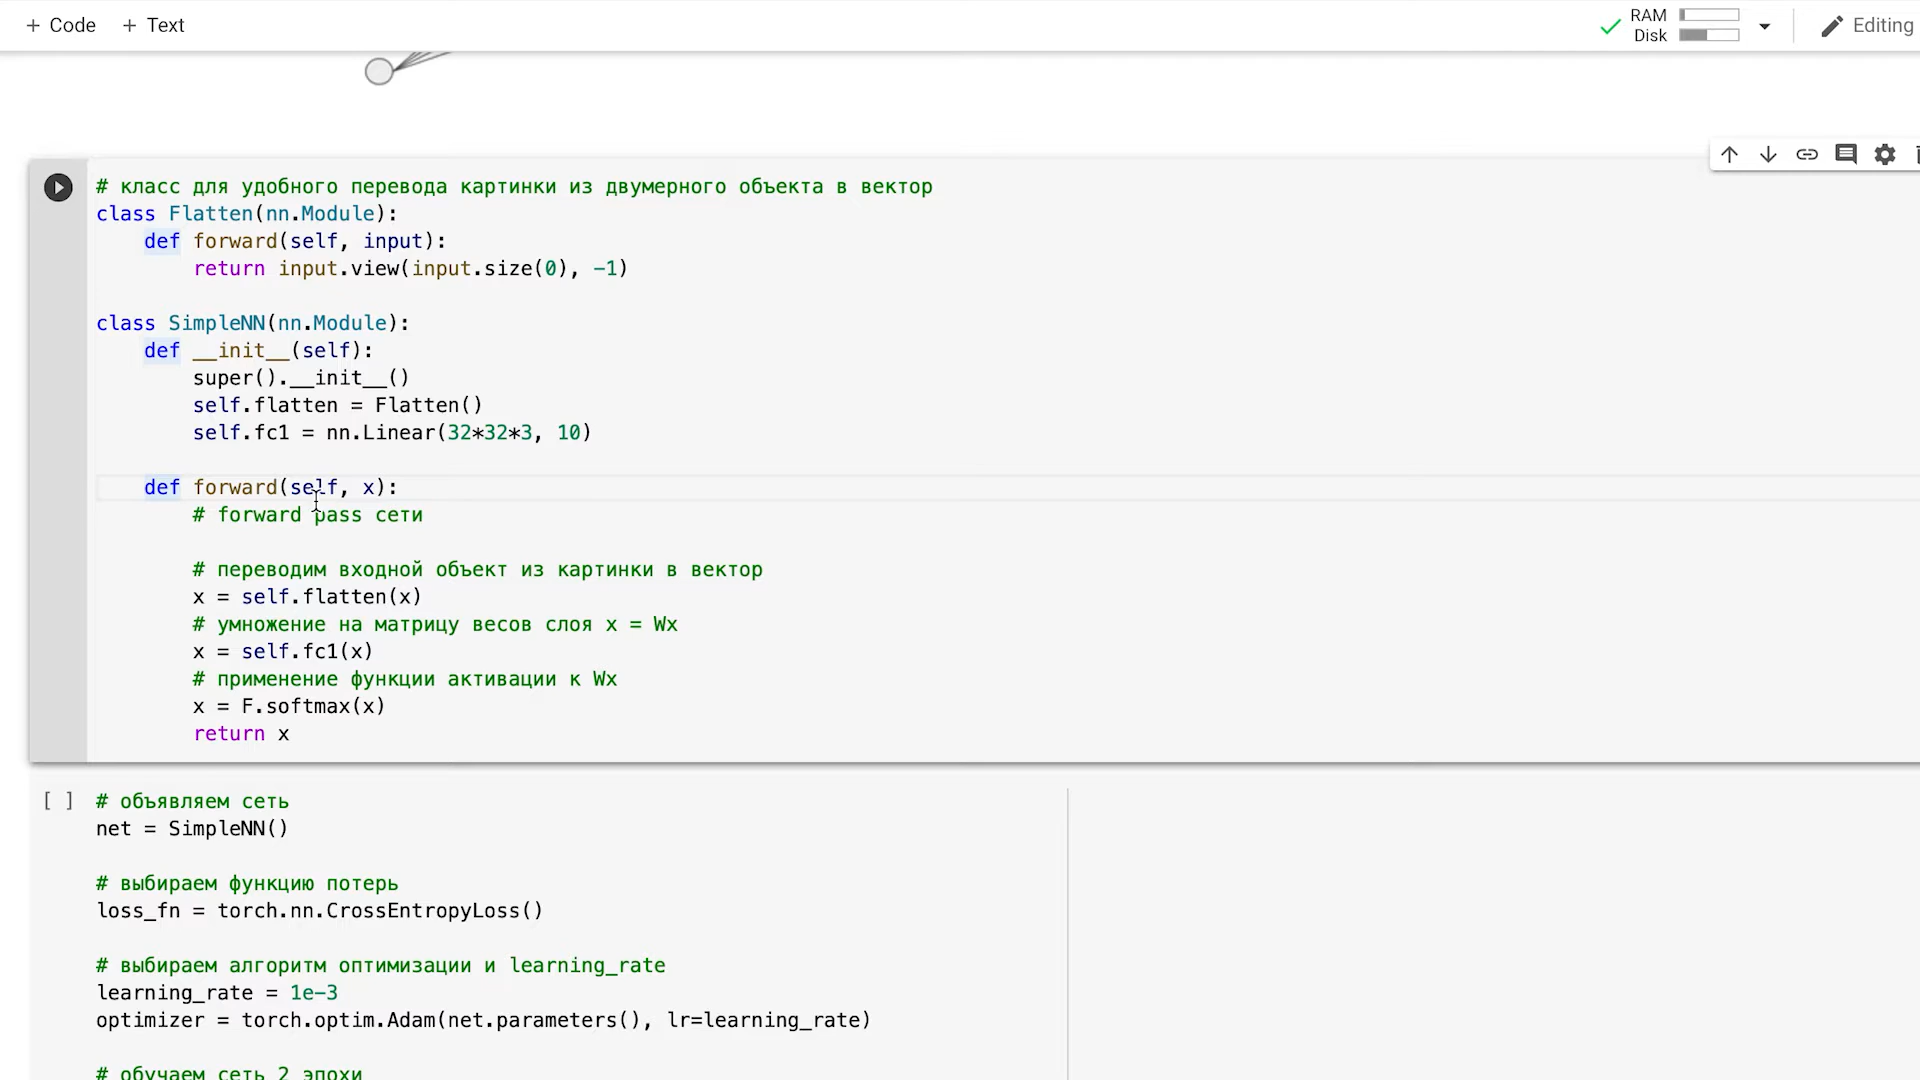 + Code + Text
RAM
Disk
Editing
# класс для удобного перевода картинки из двумерного объекта в вектор
class Flatten(nn.Module):
    def forward(self, input):
        return input.view(input.size(0), -1)
class SimpleNN(nn.Module):
    def __init__(self):
        super().__init__()
        self.flatten = Flatten()
        self.fc1 = nn.Linear(32*32*3, 10)
    def forward(self, x):
        # forward pass сети
        # переводим входной объект из картинки в вектор
        x = self.flatten(x)
        # умножение на матрицу весов слоя x = Wx
        x = self.fc1(x)
        # применение функции активации к Wx
        x = F.softmax(x)
        return x
[ ] # объявляем сеть
net = SimpleNN()
# выбираем функцию потерь
loss_fn = torch.nn.CrossEntropyLoss()
# выбираем алгоритм оптимизации и learning_rate
learning_rate = 1e-3
optimizer = torch.optim.Adam(net.parameters(), lr=learning_rate)
# обучаем сеть 2 эпохи